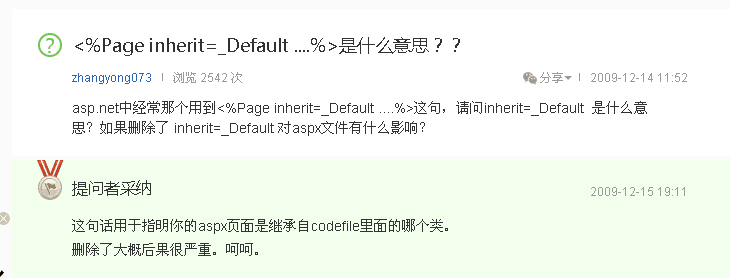 <%Page inherit=_Default ....%>是什么意思？？
zhangyong073 | 浏览 2542 次 分享 | 2009-12-14 11:52
asp.net中经常那个用到<%Page inherit=_Default ....%>这句，请问inherit=_Default 是什么意
思？如果删除了 inherit=_Default 对aspx文件有什么影响?
提问者采纳 2009-12-15 19:11
这句话用于指明你的aspx页面是继承自codefile里面的哪个类。
删除了大概后果很严重。呵呵。